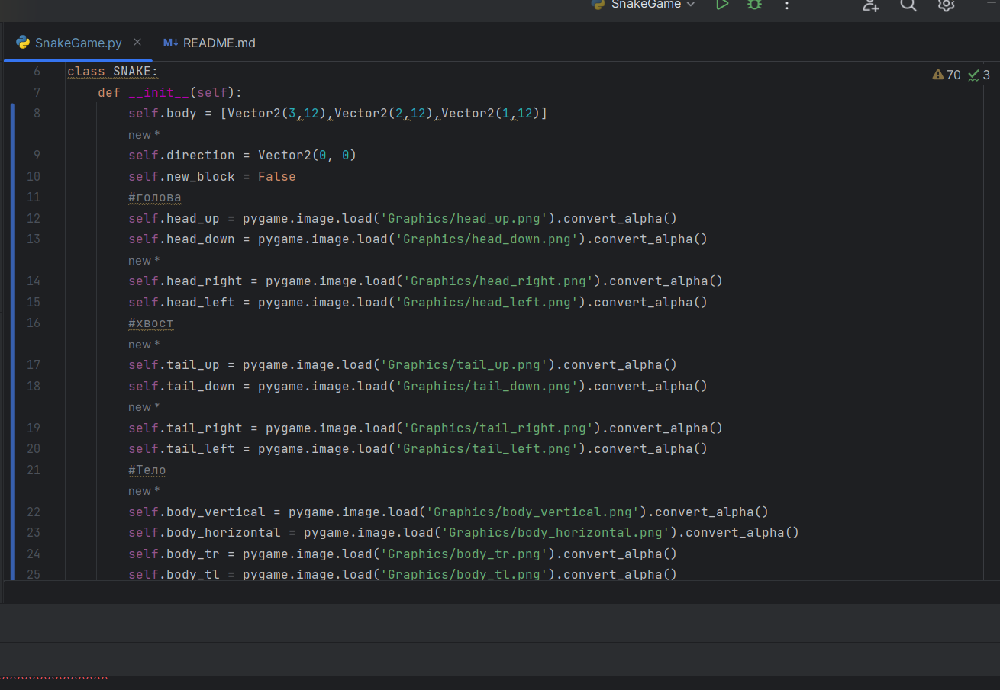 SnakeGame
SnakeGame.py README.md
6 class SNAKE: 70 3
7 def __init__(self):
8 self.body = [Vector2(3,12),Vector2(2,12),Vector2(1,12)]
new *
9 self.direction = Vector2(0, 0)
10 self.new_block = False
11 #голова
12 self.head_up = pygame.image.load('Graphics/head_up.png').convert_alpha()
13 self.head_down = pygame.image.load('Graphics/head_down.png').convert_alpha()
new *
14 self.head_right = pygame.image.load('Graphics/head_right.png').convert_alpha()
15 self.head_left = pygame.image.load('Graphics/head_left.png').convert_alpha()
16 #хвост
new *
17 self.tail_up = pygame.image.load('Graphics/tail_up.png').convert_alpha()
18 self.tail_down = pygame.image.load('Graphics/tail_down.png').convert_alpha()
new *
19 self.tail_right = pygame.image.load('Graphics/tail_right.png').convert_alpha()
20 self.tail_left = pygame.image.load('Graphics/tail_left.png').convert_alpha()
21 #Тело
new *
22 self.body_vertical = pygame.image.load('Graphics/body_vertical.png').convert_alpha()
23 self.body_horizontal = pygame.image.load('Graphics/body_horizontal.png').convert_alpha()
24 self.body_tr = pygame.image.load('Graphics/body_tr.png').convert_alpha()
25 self.body_tl = pygame.image.load('Graphics/body_tl.png').convert_alpha()